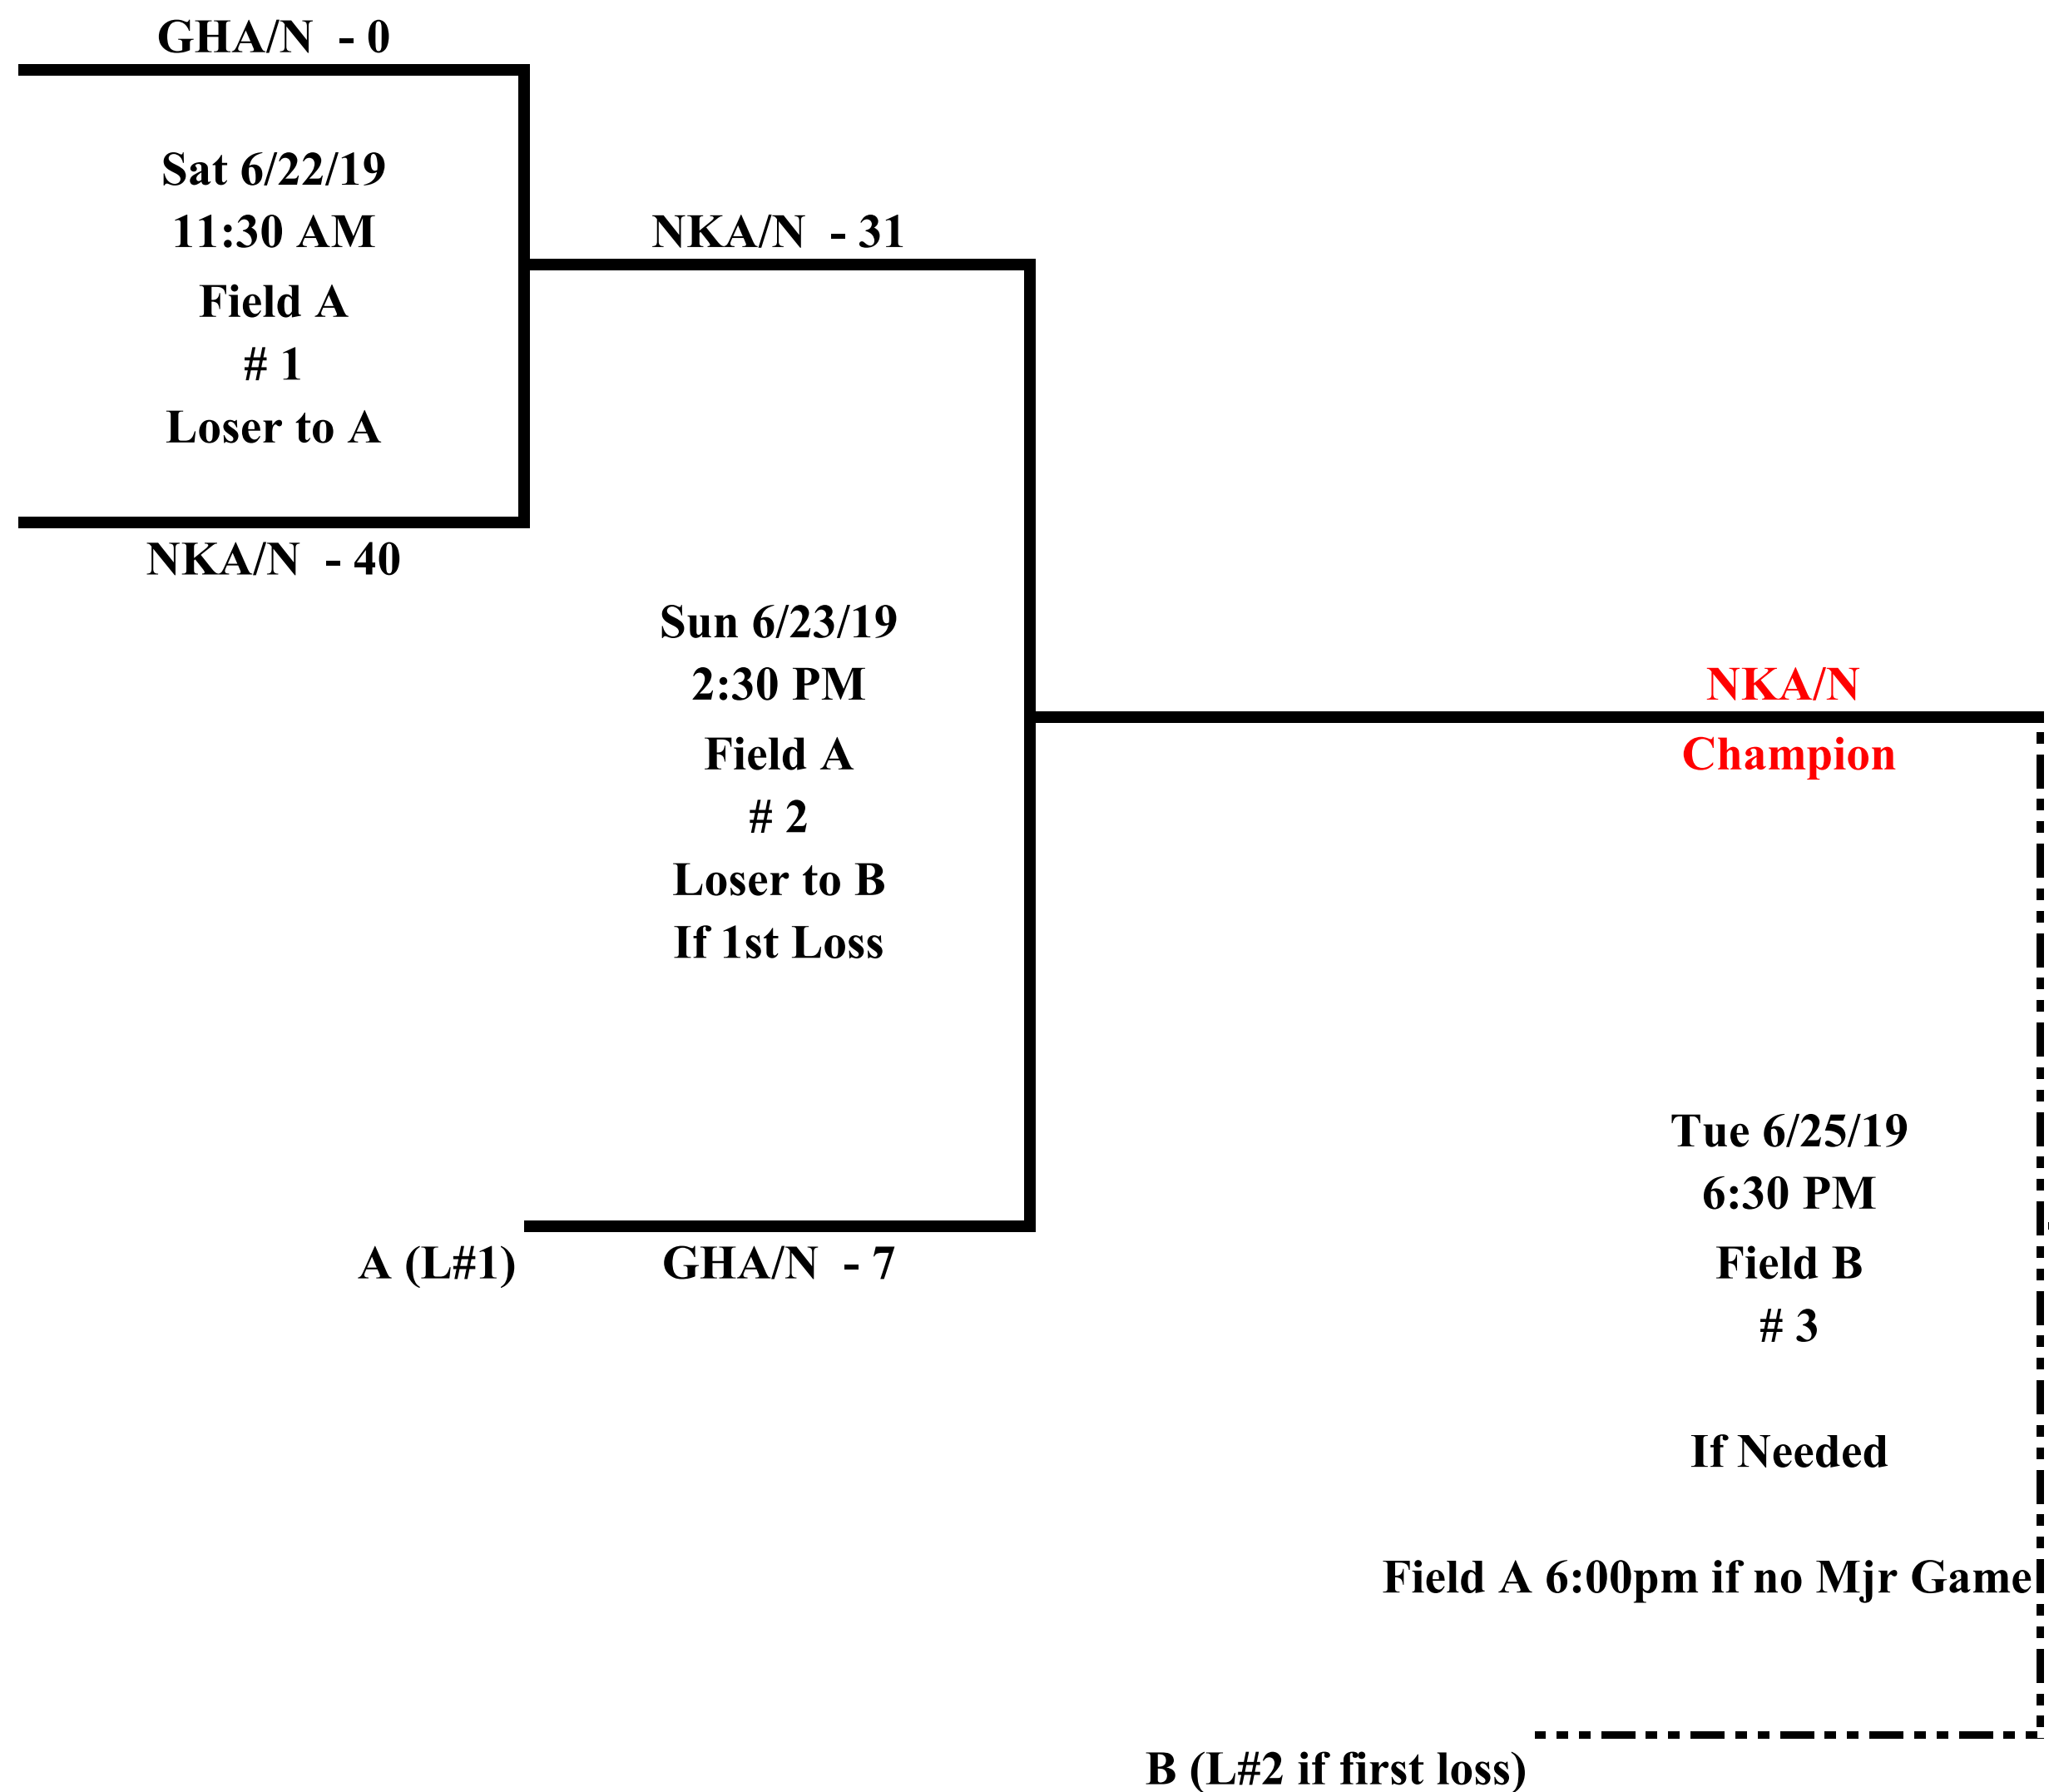 GHA/N - 0
Sat 6/22/19
11:30 AM
Field A
# 1
Loser to A
NKA/N - 40
NKA/N - 31
Sun 6/23/19
2:30 PM
Field A
# 2
Loser to B
If 1st Loss
A (L#1)
GHA/N - 7
NKA/N
Champion
Tue 6/25/19
6:30 PM
Field B
# 3
If Needed
Field A 6:00pm if no Mjr Game
B (L#2 if first loss)